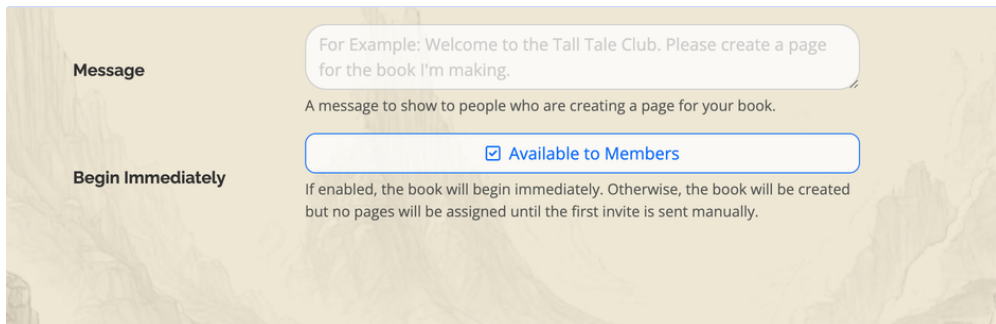 For Example: Welcome to the Tall Tale Club. Please create a page
for the book I'm making.
Message
A message to show to people who are creating a page for your book.
Available to Members
Begin Immediately
If enabled, the book will begin immediately. Otherwise, the book will be created
but no pages will be assigned until the first invite is sent manually.